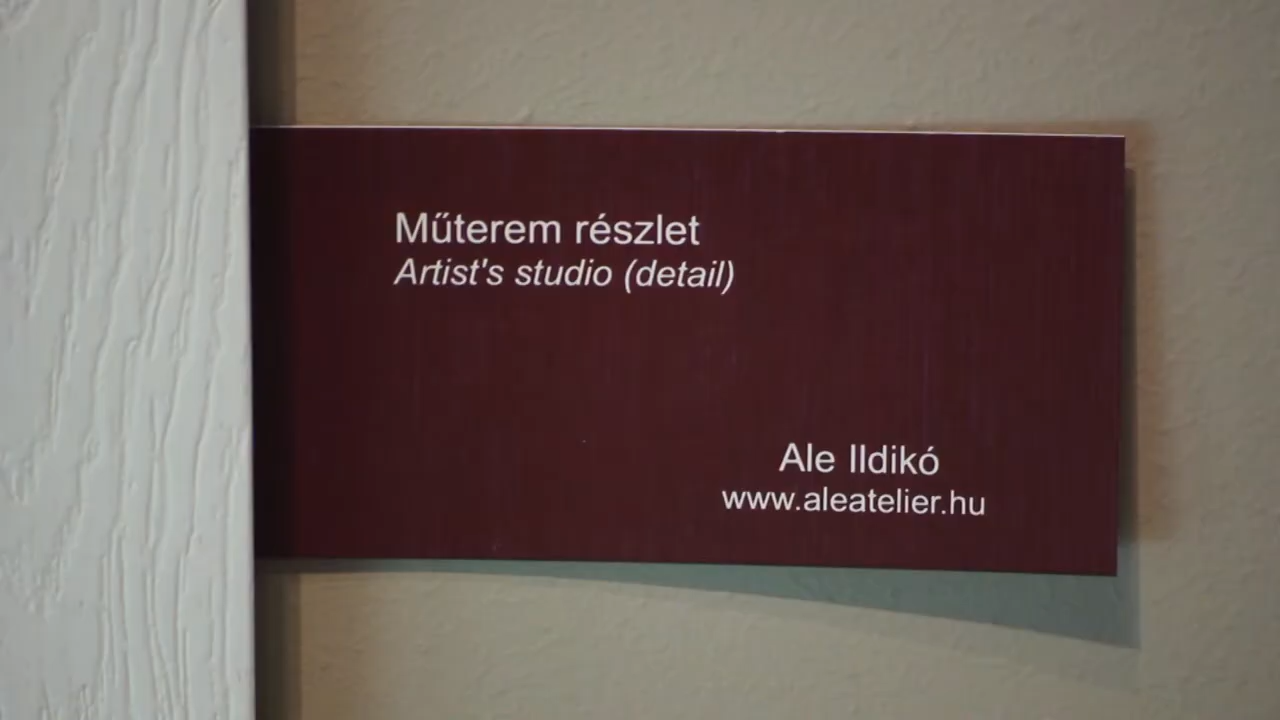 Műterem részlet
Artist's studio (detail)
Ale Ildikó
www.aleatelier.hu